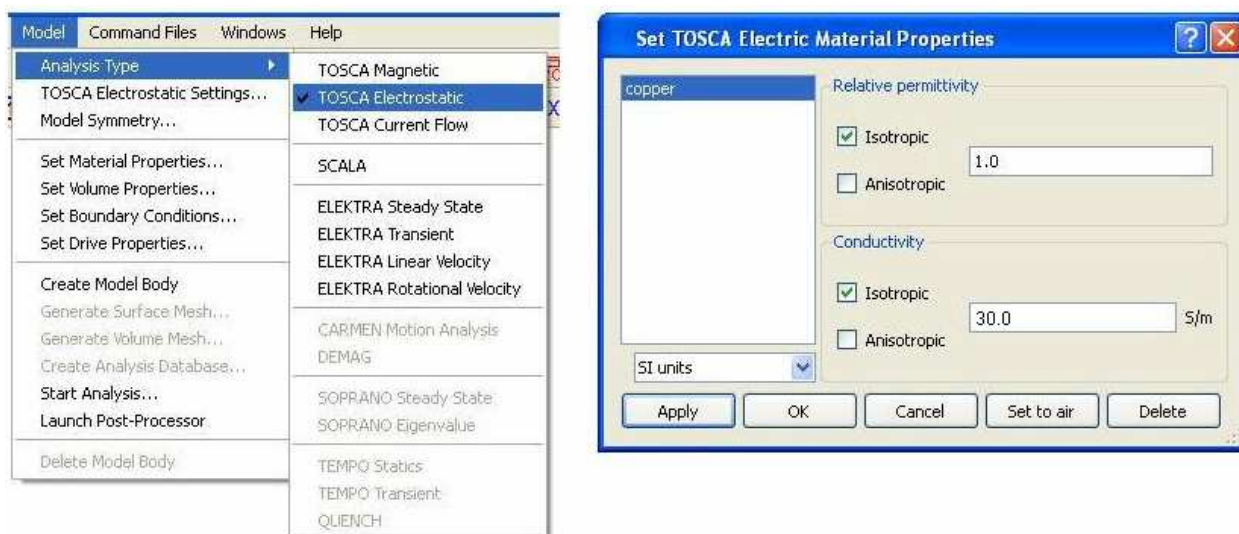 Model Command Files Windows Help
Analysis Type
TOSCA Electrostatic Settings...
Model Symmetry...
Set Material Properties...
Set Volume Properties...
Set Boundary Conditions...
Set Drive Properties...
Create Model Body
Generate Surface Mesh...
Generate Volume Mesh...
Create Analysis Database...
Start Analysis...
Launch Post-Processor
Delete Model Body
TOSCA Magnetic
TOSCA Electrostatic
TOSCA Current Flow
SCALA
ELEKTRA Steady State
ELEKTRA Transient
ELEKTRA Linear Velocity
ELEKTRA Rotational Velocity
CARMEN Motion Analysis
DEMAG
SOPRANO Steady State
SOPRANO Eigenvalue
TEMPO Statics
TEMPO Transient
QUENCH
Set TOSCA Electric Material Properties
copper
SI units
Relative permittivity
Isotropic
1.0
Anisotropic
Conductivity
Isotropic
30.0 S/m
Anisotropic
Apply OK Cancel Set to air Delete